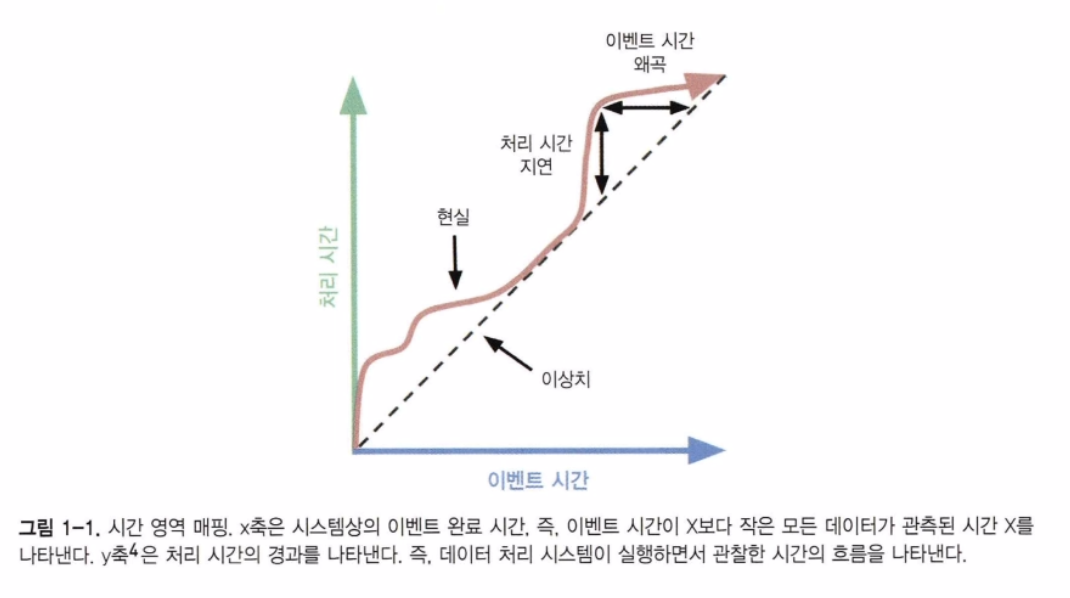 이벤트 시간
왜곡
처리 시간
지연
현실
처리 시간
이상치
이벤트 시간
그림 1-1. 시간 영역 매핑. x축은 시스템상의 이벤트 완료 시간, 즉, 이벤트 시간이 X보다 작은 모든 데이터가 관측된 시간 X를
나타낸다. y축4은 처리 시간의 경과를 나타낸다. 즉, 데이터 처리 시스템이 실행하면서 관찰한 시간의 흐름을 나타낸다.